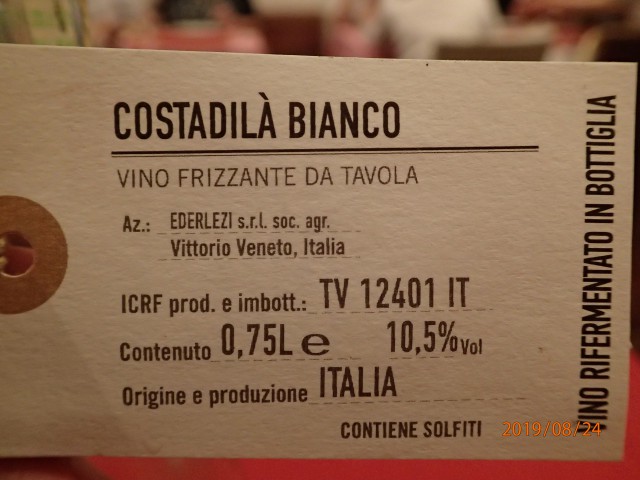 COSTADILÀ BIANCO
VINO FRIZZANTE DA TAVOLA
Az.: EDERLEZI s.r.l. soc. agr.
Vittorio Veneto, Italia
ICRF prod. e imbott.: TV 12401 IT
Contenuto 0,75L e 10,5% Vol
Origine e produzione ITALIA
CONTIENE SOLFITI
VINO RIFERMENTATO IN BOTTIGLIA
2019/08/24